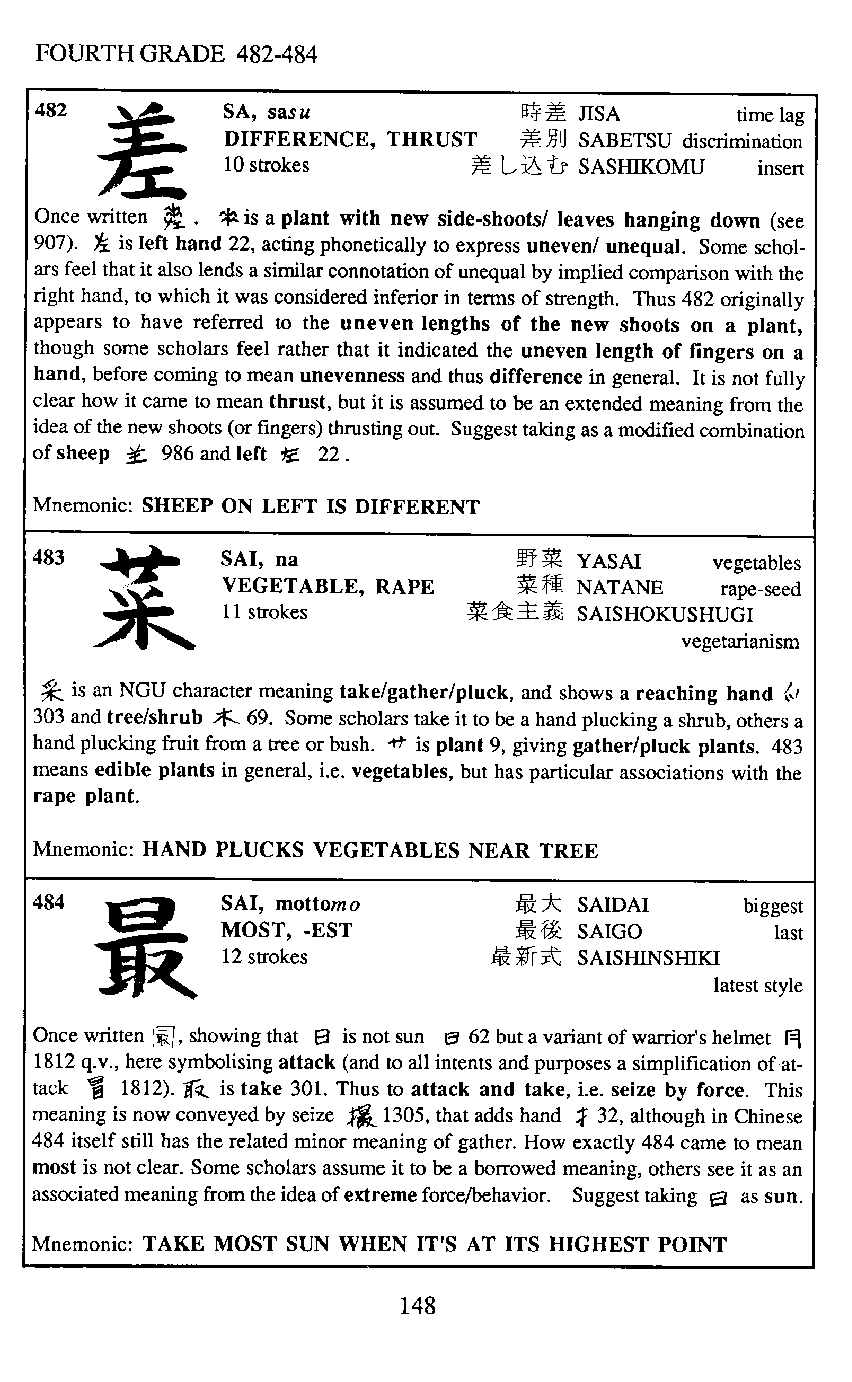 FOURTH GRADE 482-484
482 差 SA, sasu 時差 JISA time lag
DIFFERENCE, THRUST 差別 SABETSU discrimination
10 strokes 差し込む SASHIKOMU insert
Once written . is a plant with new side-shoots/ leaves hanging down (see
907). is left hand 22, acting phonetically to express uneven/ unequal. Some schol-
ars feel that it also lends a similar connotation of unequal by implied comparison with the
right hand, to which it was considered inferior in terms of strength. Thus 482 originally
appears to have referred to the uneven lengths of the new shoots on a plant,
though some scholars feel rather that it indicated the uneven length of fingers on a
hand, before coming to mean unevenness and thus difference in general. It is not fully
clear how it came to mean thrust, but it is assumed to be an extended meaning from the
idea of the new shoots (or fingers) thrusting out. Suggest taking as a modified combination
of sheep 986 and left 22 .
Mnemonic: SHEEP ON LEFT IS DIFFERENT
483 菜 SAI, na 野菜 YASAI vegetables
VEGETABLE, RAPE 菜種 NATANE rape-seed
11 strokes 菜食主義 SAISHOKUSHUGI
vegetarianism
采 is an NGU character meaning take/gather/pluck, and shows a reaching hand
303 and tree/shrub 木 69. Some scholars take it to be a hand plucking a shrub, others a
hand plucking fruit from a tree or bush. 艹 is plant 9, giving gather/pluck plants. 483
means edible plants in general, i.e. vegetables, but has particular associations with the
rape plant.
Mnemonic: HAND PLUCKS VEGETABLES NEAR TREE
484 最 SAI, mottomo 最大 SAIDAI biggest
MOST, -EST 最後 SAIGO last
12 strokes 最新式 SAISHINSHIKI
latest style
Once written , showing that 日 is not sun 日 62 but a variant of warrior's helmet
1812 q.v., here symbolising attack (and to all intents and purposes a simplification of at-
tack 冒 1812). 取 is take 301. Thus to attack and take, i.e. seize by force. This
meaning is now conveyed by seize 撮 1305, that adds hand 扌 32, although in Chinese
484 itself still has the related minor meaning of gather. How exactly 484 came to mean
most is not clear. Some scholars assume it to be a borrowed meaning, others see it as an
associated meaning from the idea of extreme force/behavior. Suggest taking 日 as sun.
Mnemonic: TAKE MOST SUN WHEN IT'S AT ITS HIGHEST POINT
148